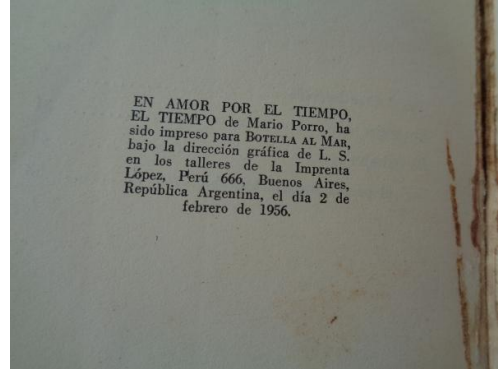 EN AMOR POR EL TIEMPO,
EL TIEMPO de Mario Porro, ha
sido impreso para BOTELLA AL MAR,
bajo la dirección gráfica de L. S.
en los talleres de la Imprenta
López, Perú 666, Buenos Aires,
República Argentina, el día 2 de
febrero de 1956.